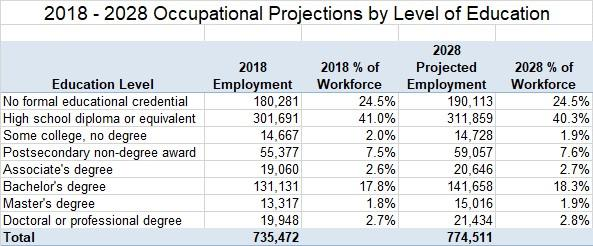 2018 - 2028 Occupational Projections by Level of Education
Education Level 2018 Employment 2018 % of Workforce 2028 Projected Employment 2028 % of Workforce
No formal educational credential 180,281 24.5% 190,113 24.5%
High school diploma or equivalent 301,691 41.0% 311,859 40.3%
Some college, no degree 14,667 2.0% 14,728 1.9%
Postsecondary non-degree award 55,377 7.5% 59,057 7.6%
Associate's degree 19,060 2.6% 20,646 2.7%
Bachelor's degree 131,131 17.8% 141,658 18.3%
Master's degree 13,317 1.8% 15,016 1.9%
Doctoral or professional degree 19,948 2.7% 21,434 2.8%
Total 735,472 774,511